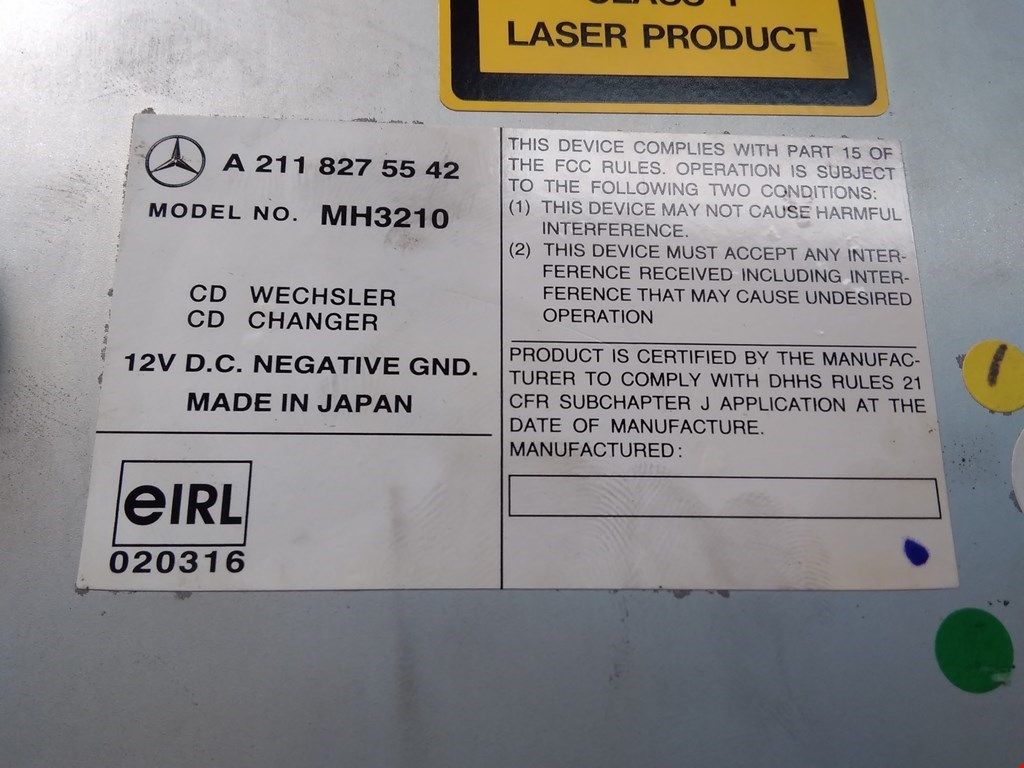 CLASS 1
LASER PRODUCT
A 211 827 55 42
MODEL NO. MH3210
CD WECHSLER
CD CHANGER
12V D.C. NEGATIVE GND.
MADE IN JAPAN
eIRL
020316
THIS DEVICE COMPLIES WITH PART 15 OF
THE FCC RULES. OPERATION IS SUBJECT
TO THE FOLLOWING TWO CONDITIONS:
(1) THIS DEVICE MAY NOT CAUSE HARMFUL
INTERFERENCE.
(2) THIS DEVICE MUST ACCEPT ANY INTER-
FERENCE RECEIVED INCLUDING INTER-
FERENCE THAT MAY CAUSE UNDESIRED
OPERATION
PRODUCT IS CERTIFIED BY THE MANUFAC-
TURER TO COMPLY WITH DHHS RULES 21
CFR SUBCHAPTER J APPLICATION AT THE
DATE OF MANUFACTURE.
MANUFACTURED: